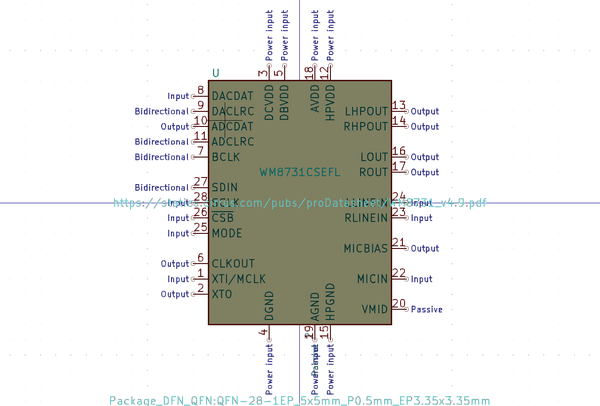 Power input
Power input
Power input
Power input
3
5
18
12
U
DCVDD
DBVDD
AVDD
HPVDD
Input 8 DACDAT
Bidirectional 9 DACLRC
Output 10 ADCDAT
Bidirectional 11 ADCLRC
Bidirectional 7 BCLK
Bidirectional 27 SDIN
Input 28 SCLK
Input 26 CSB
Input 25 MODE
Output 6 CLKOUT
Input 1 XTI/MCLK
Output 2 XTO
WM8731CSEFL
LHPOUT 13 Output
RHPOUT 14 Output
LOUT 16 Output
ROUT 17 Output
24 Input
RLINEIN 23 Input
MICBIAS 21 Output
MICIN 22 Input
VMID 20 Passive
DGND
AGND
HPGND
4
15
Power input
Power input
Power input
Package_DFN_QFN:QFN-28-1EP_5x5mm_P0.5mm_EP3.35x3.35mm